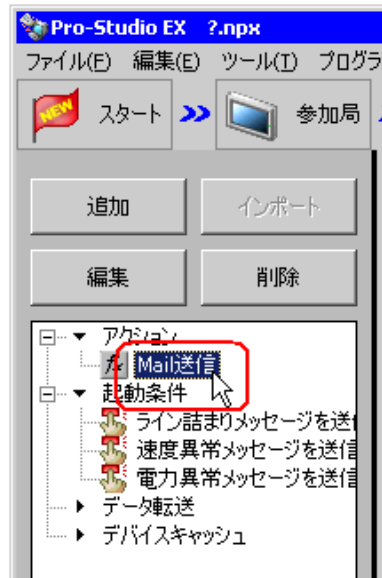 Pro-Studio EX ?.npx
ファイル(F) 編集(E) ツール(T) プログラ
NEW スタート 参加局
追加 インポート
編集 削除
アクション
fx Mail送信
起動条件
ライン詰まりメッセージを送信
速度異常メッセージを送信
電力異常メッセージを送信
データ転送
デバイスキャッシュ